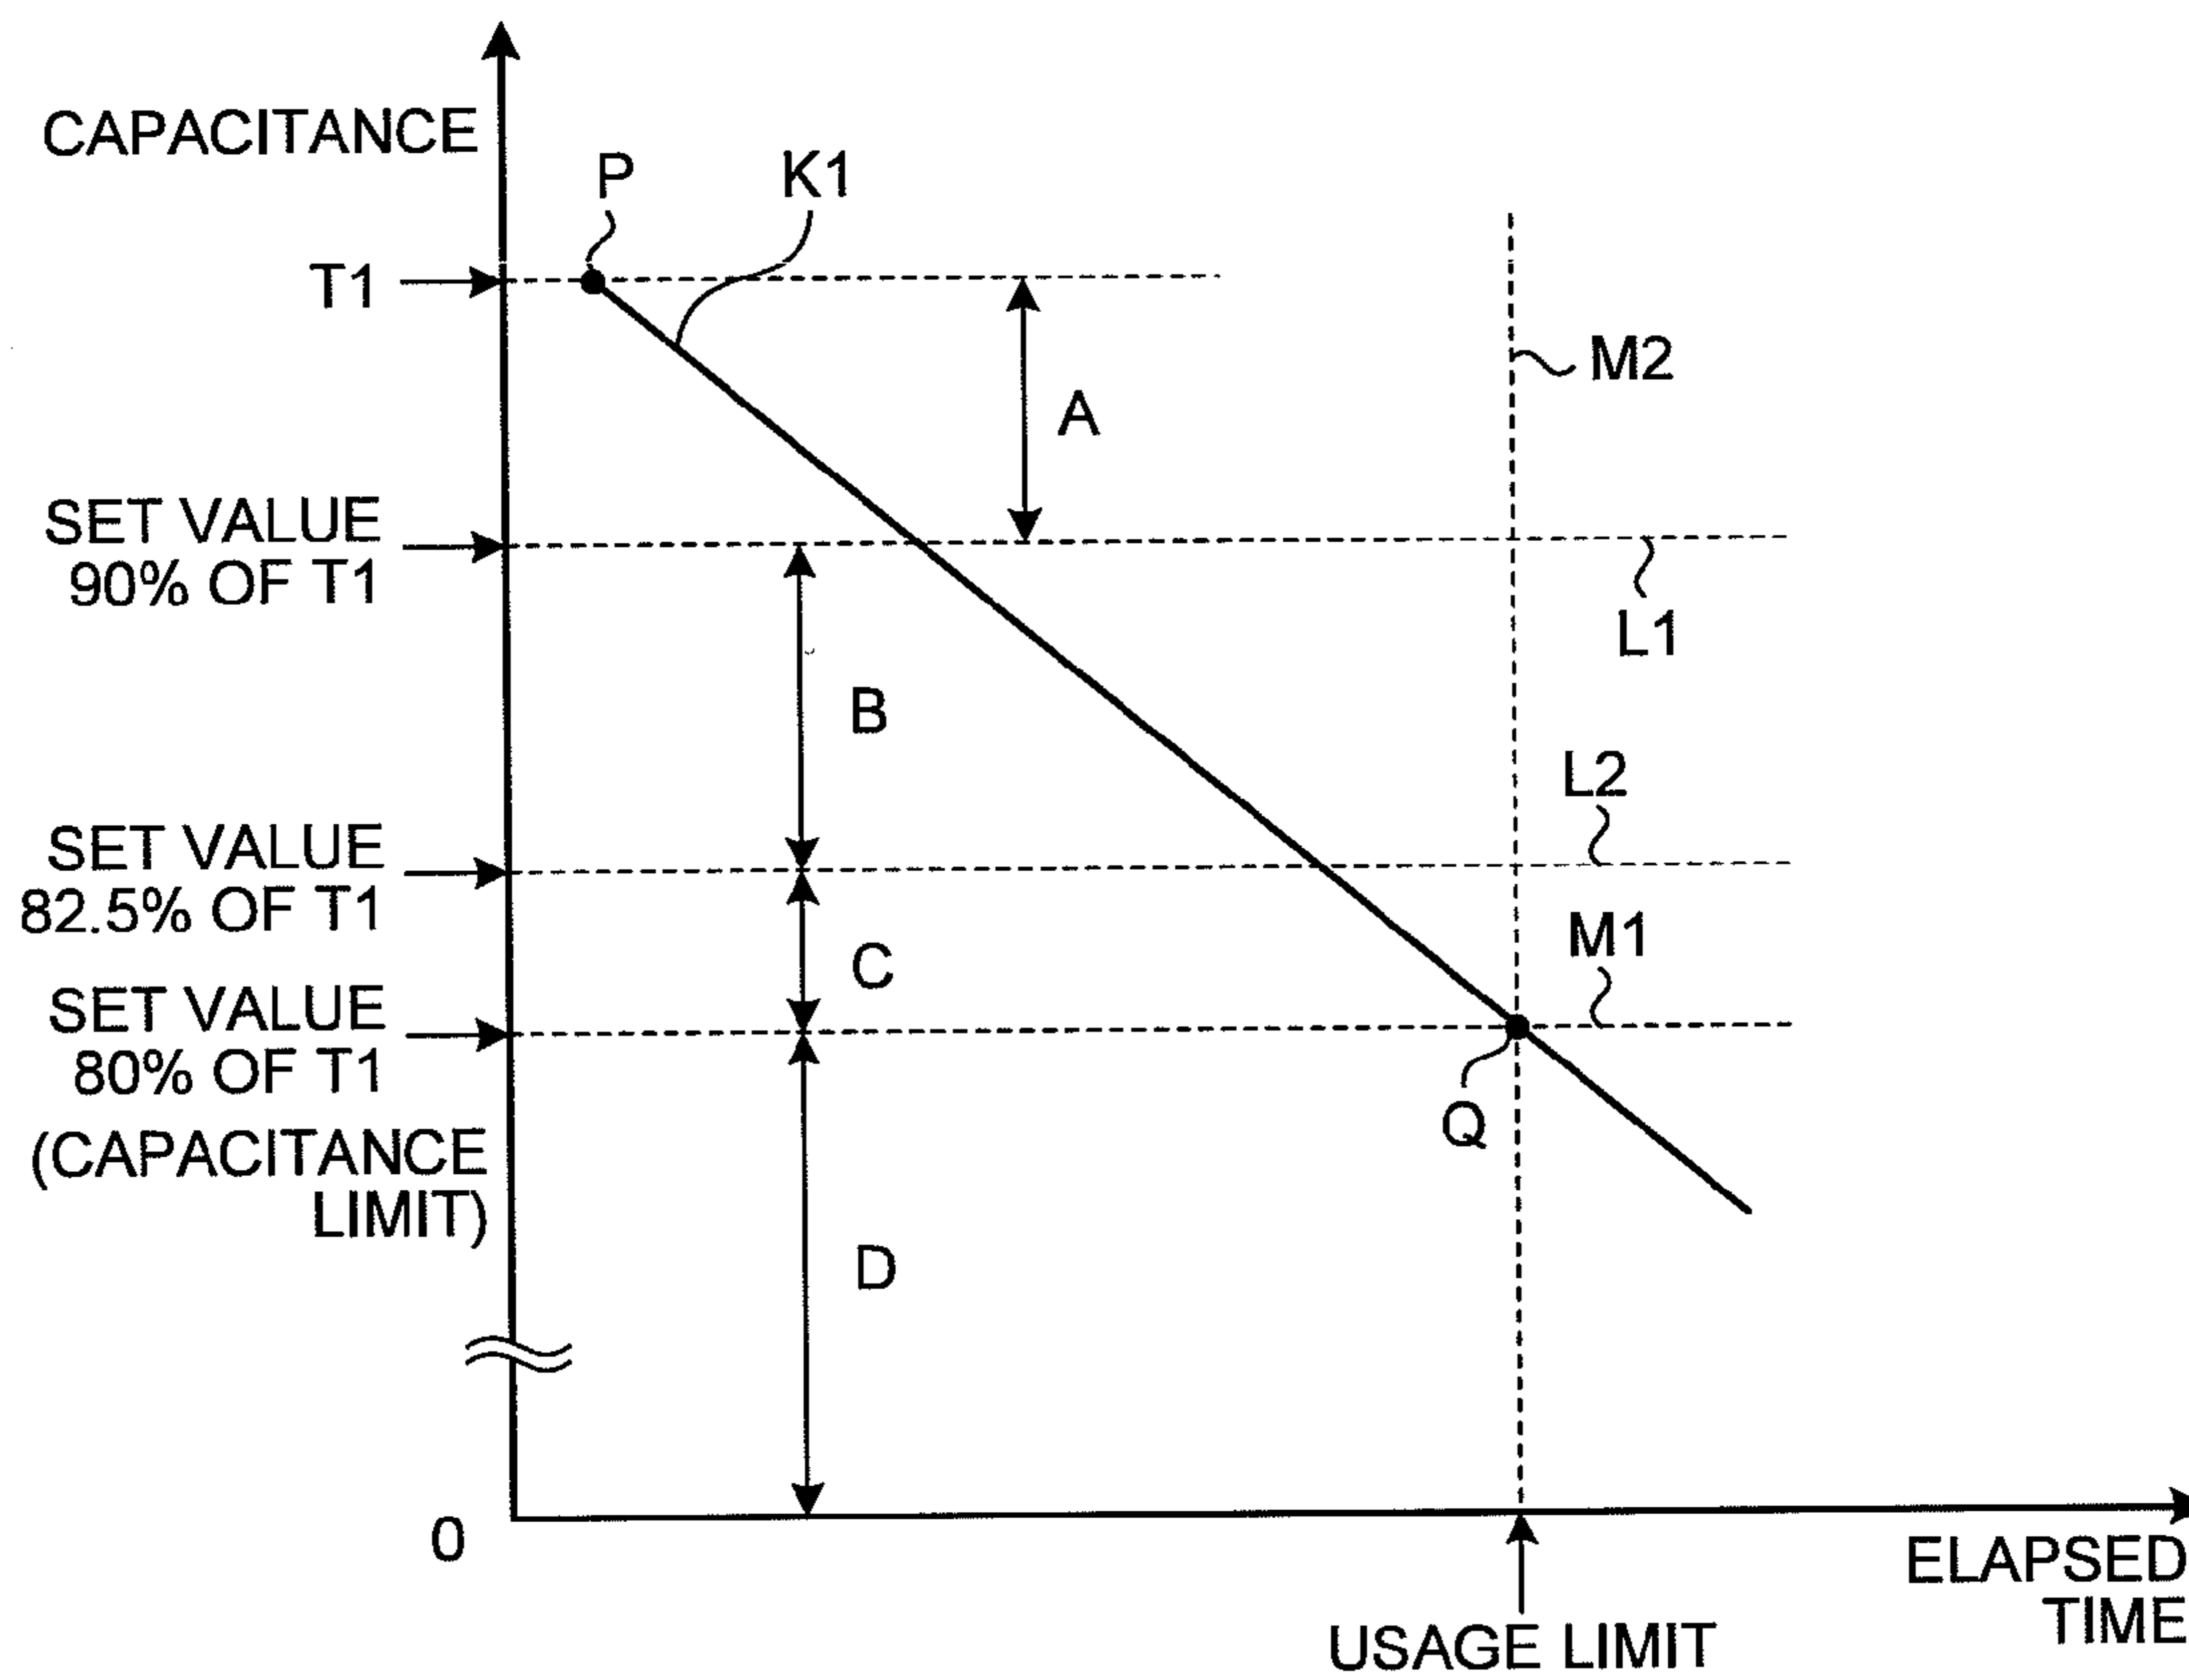 CAPACITANCE
P
K1
T1
M2
A
SET VALUE
90% OF T1
L1
B
L2
SET VALUE
82.5% OF T1
M1
C
SET VALUE
80% OF T1
Q
(CAPACITANCE
LIMIT)
D
0
ELAPSED
TIME
USAGE LIMIT